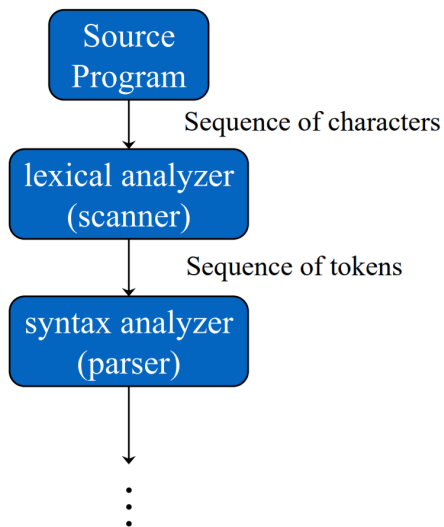 Source
Program
Sequence of characters
lexical analyzer
(scanner)
Sequence of tokens
syntax analyzer
(parser)